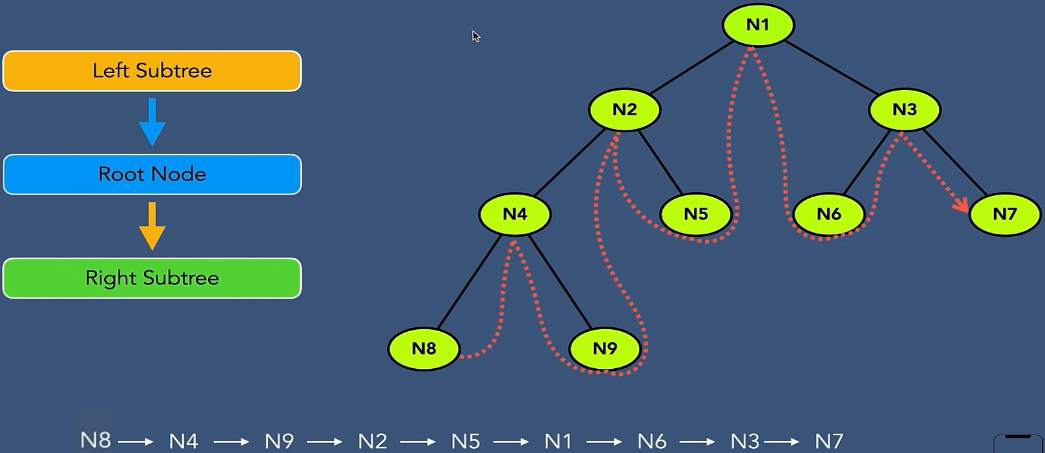 Left Subtree
Root Node
Right Subtree
N1
N2
N3
N4
N5
N6
N7
N8
N9
N8 → N4 → N9 → N2 → N5 → N1 → N6 → N3 → N7